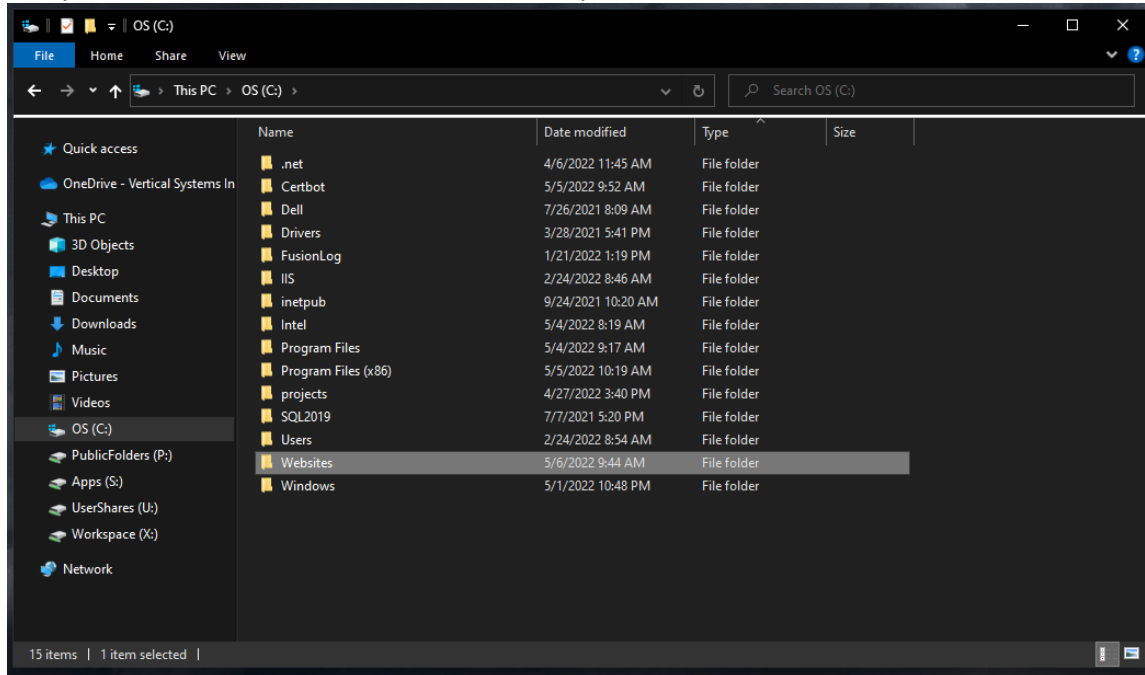 OS (C:)
File Home Share View
This PC OS (C:) Search OS (C:)
Name Date modified Type Size
Quick access
OneDrive - Vertical Systems In
This PC
3D Objects
Desktop
Documents
Downloads
Music
Pictures
Videos
OS (C:)
PublicFolders (P:)
Apps (S:)
UserShares (U:)
Workspace (X:)
Network
.net 4/6/2022 11:45 AM File folder
Certbot 5/5/2022 9:52 AM File folder
Dell 7/26/2021 8:09 AM File folder
Drivers 3/28/2021 5:41 PM File folder
FusionLog 1/21/2022 1:19 PM File folder
IIS 2/24/2022 8:46 AM File folder
inetpub 9/24/2021 10:20 AM File folder
Intel 5/4/2022 8:19 AM File folder
Program Files 5/4/2022 9:17 AM File folder
Program Files (x86) 5/5/2022 10:19 AM File folder
projects 4/27/2022 3:40 PM File folder
SQL2019 7/7/2021 5:20 PM File folder
Users 2/24/2022 8:54 AM File folder
Websites 5/6/2022 9:44 AM File folder
Windows 5/1/2022 10:48 PM File folder
15 items 1 item selected